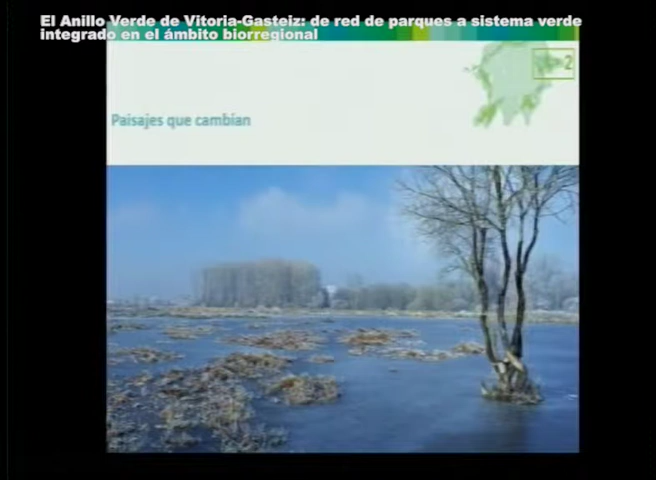 El Anillo Verde de Vitoria-Gasteiz: de red de parques a sistema verde
integrado en el ámbito biorregional
2
Paisajes que cambian